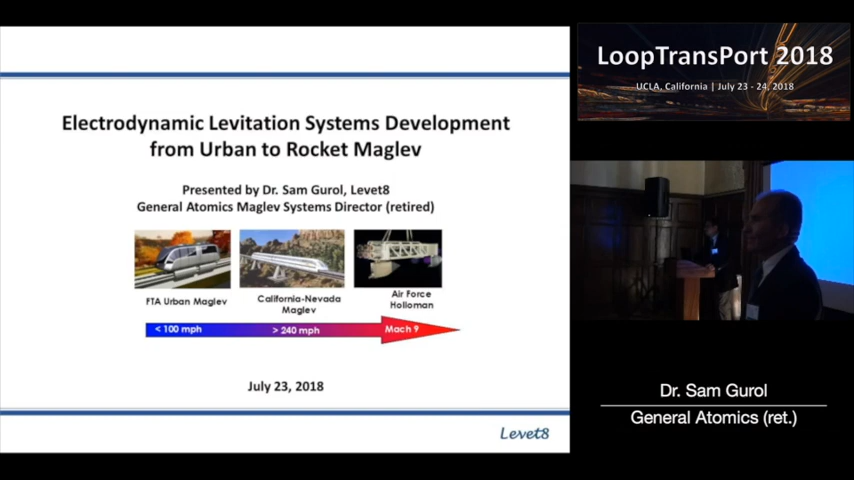 Electrodynamic Levitation Systems Development
from Urban to Rocket Maglev
Presented by Dr. Sam Gurol, Levet8
General Atomics Maglev Systems Director (retired)
FTA Urban Maglev
California-Nevada
Maglev
Air Force
Holloman
< 100 mph
> 240 mph
Mach 9
July 23, 2018
Levet8
LoopTransPort 2018
UCLA, California | July 23 - 24, 2018
Dr. Sam Gurol
General Atomics (ret.)